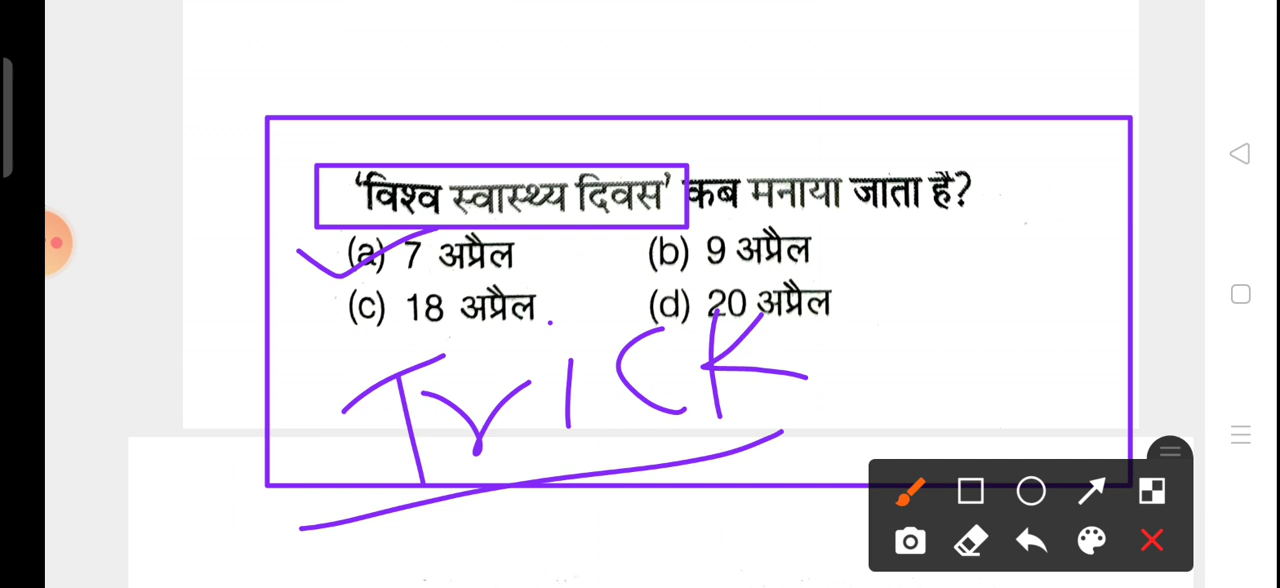 ‘विश्व स्वास्थ्य दिवस’ कब मनाया जाता है?
(a) 7 अप्रैल (b) 9 अप्रैल
(c) 18 अप्रैल. (d) 20 अप्रैल
TrICK